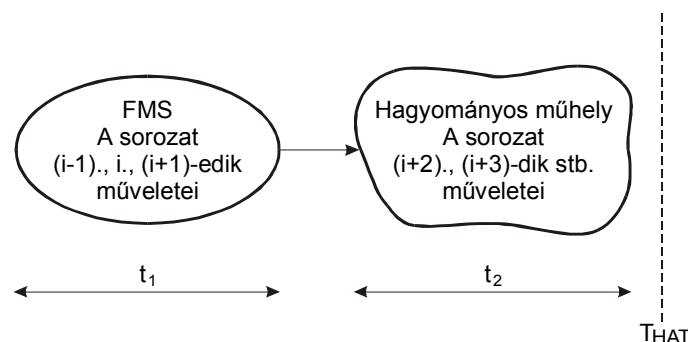 FMS
A sorozat
(i-1)., i., (i+1)-edik
műveletei
Hagyományos műhely
A sorozat
(i+2)., (i+3)-dik stb.
műveletei
t₁
t₂
THAT